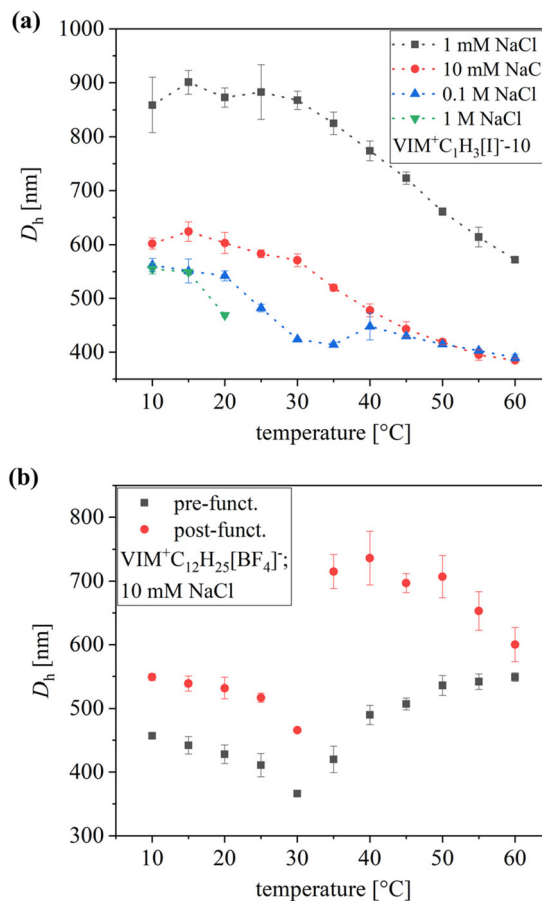 (a)
1000
900
800
700
600
500
400
D_h [nm]
1 mM NaCl
10 mM NaC
0.1 M NaCl
1 M NaCl
VIM⁺C₁H₃[I]⁻-10
10 20 30 40 50 60
temperature [°C]
(b)
800
700
600
500
400
300
D_h [nm]
pre-funct.
post-funct.
VIM⁺C₁₂H₂₅[BF₄]⁻;
10 mM NaCl
10 20 30 40 50 60
temperature [°C]